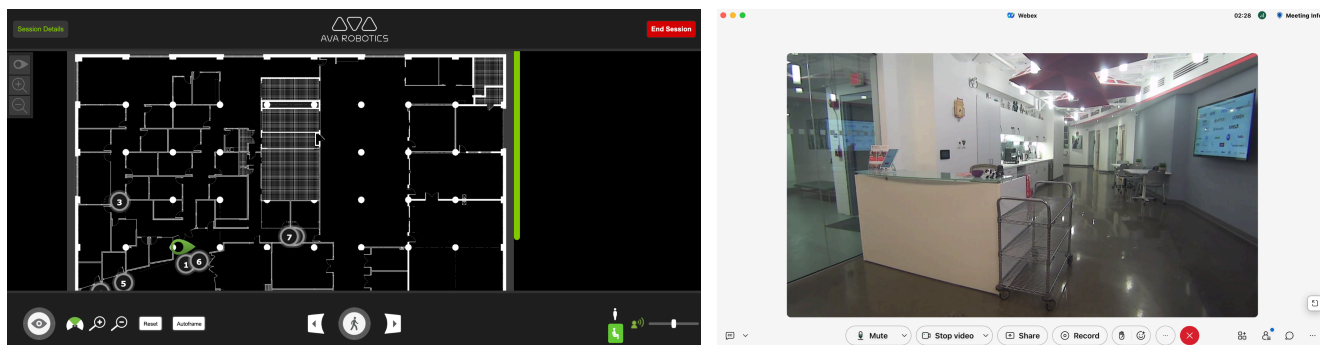 Session Details
AVA ROBOTICS
End Session
3
7
1
6
5
Reset
Autoframe
Webex
02:28
Meeting Info
Mute
Stop video
Share
Record